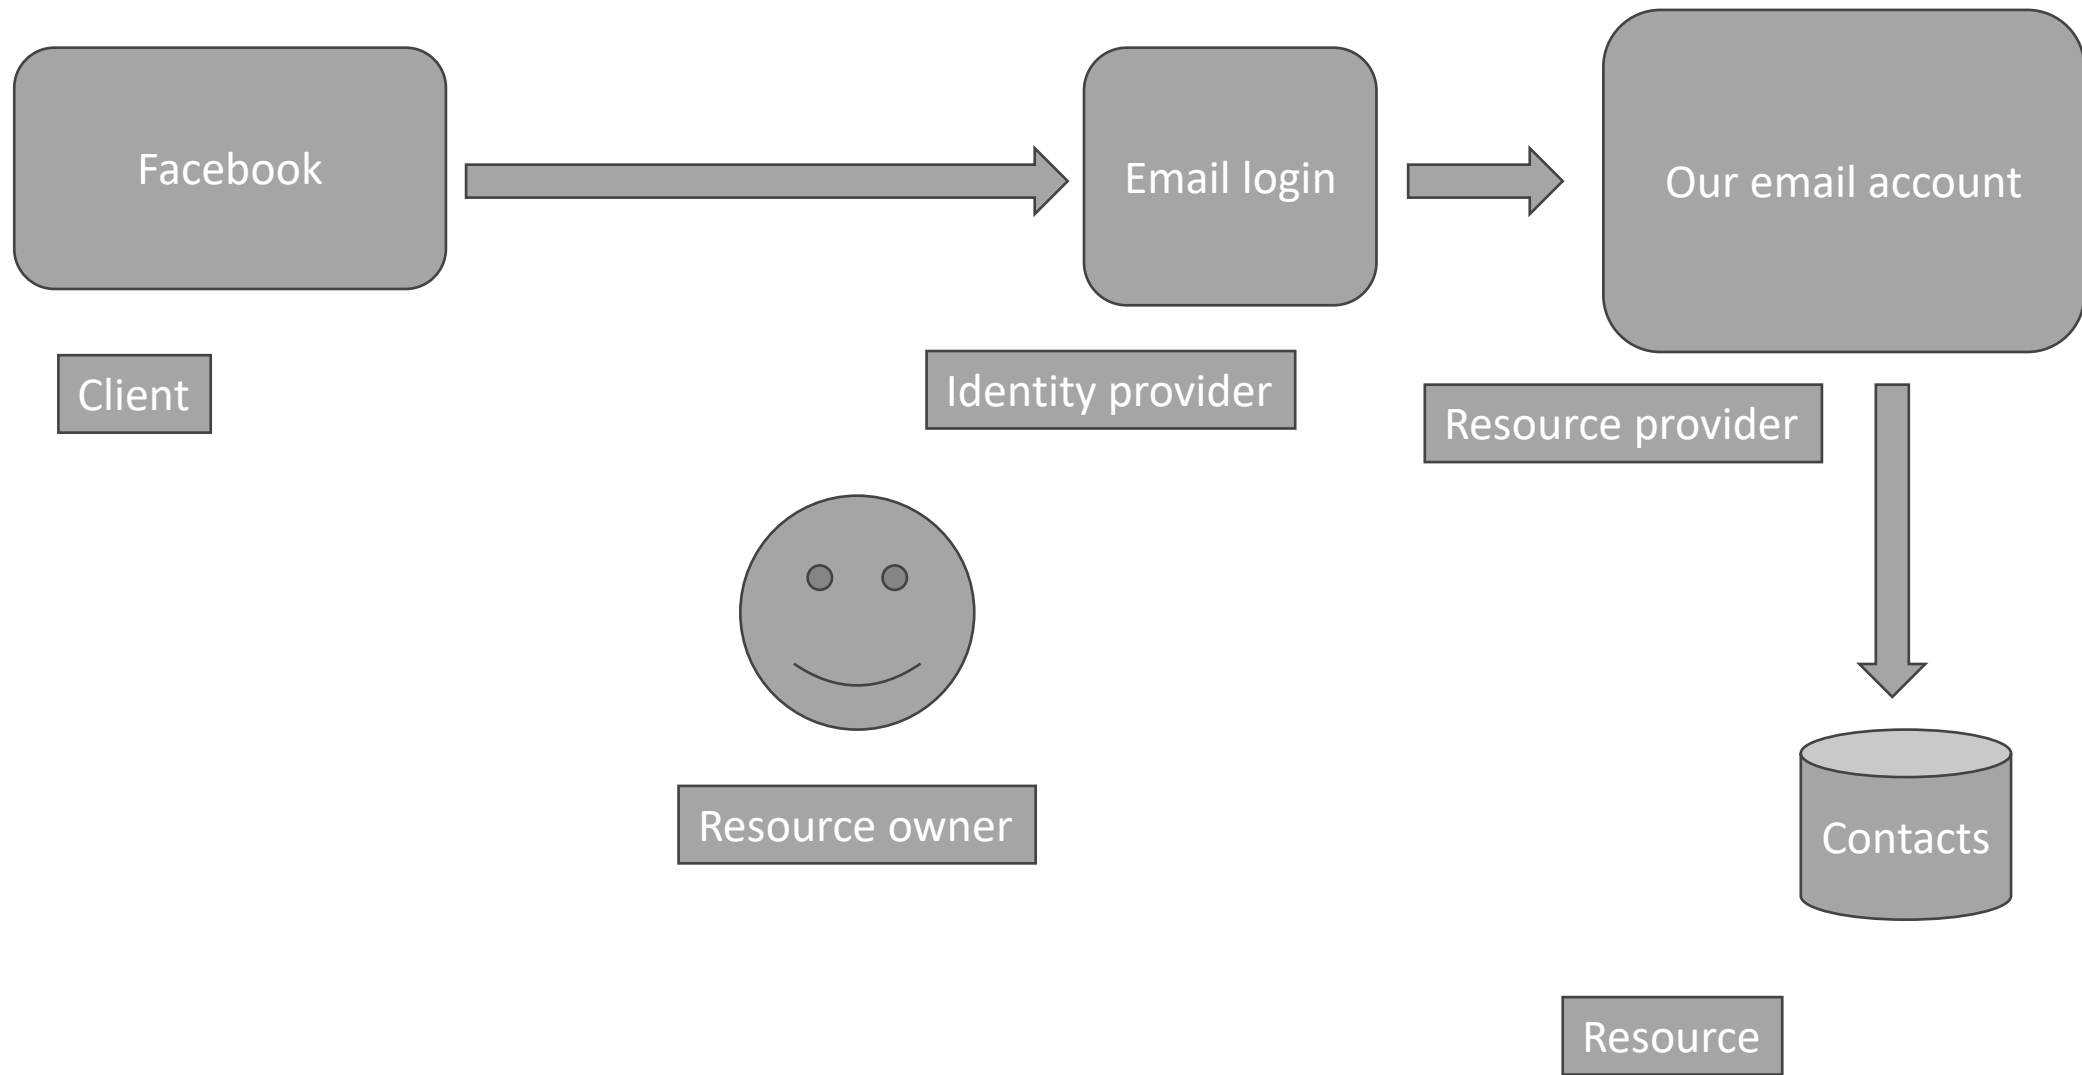 Facebook
Email login
Our email account
Client
Identity provider
Resource provider
Resource owner
Contacts
Resource